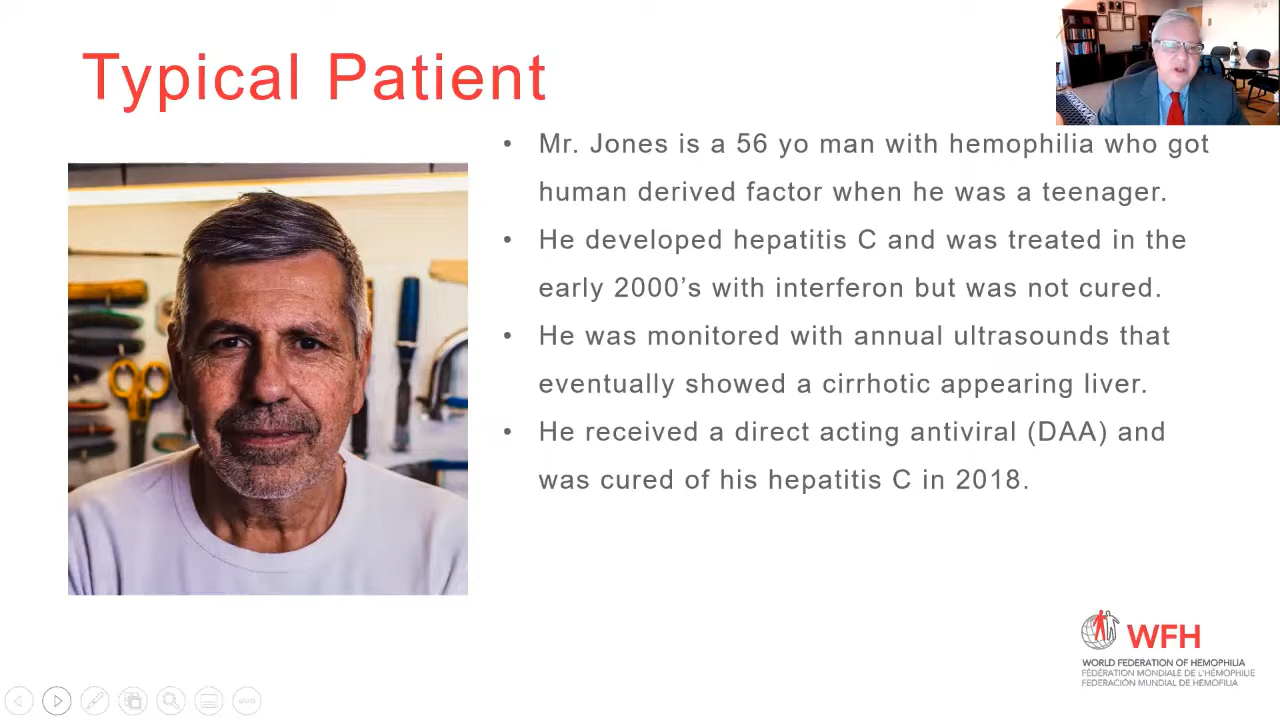 Typical Patient
• Mr. Jones is a 56 yo man with hemophilia who got
human derived factor when he was a teenager.
• He developed hepatitis C and was treated in the
early 2000's with interferon but was not cured.
• He was monitored with annual ultrasounds that
eventually showed a cirrhotic appearing liver.
• He received a direct acting antiviral (DAA) and
was cured of his hepatitis C in 2018.
WFH
WORLD FEDERATION OF HEMOPHILIA
FÉDÉRATION MONDIALE DE L'HÉMOPHILIE
FEDERACIÓN MUNDIAL DE HEMOFILIA